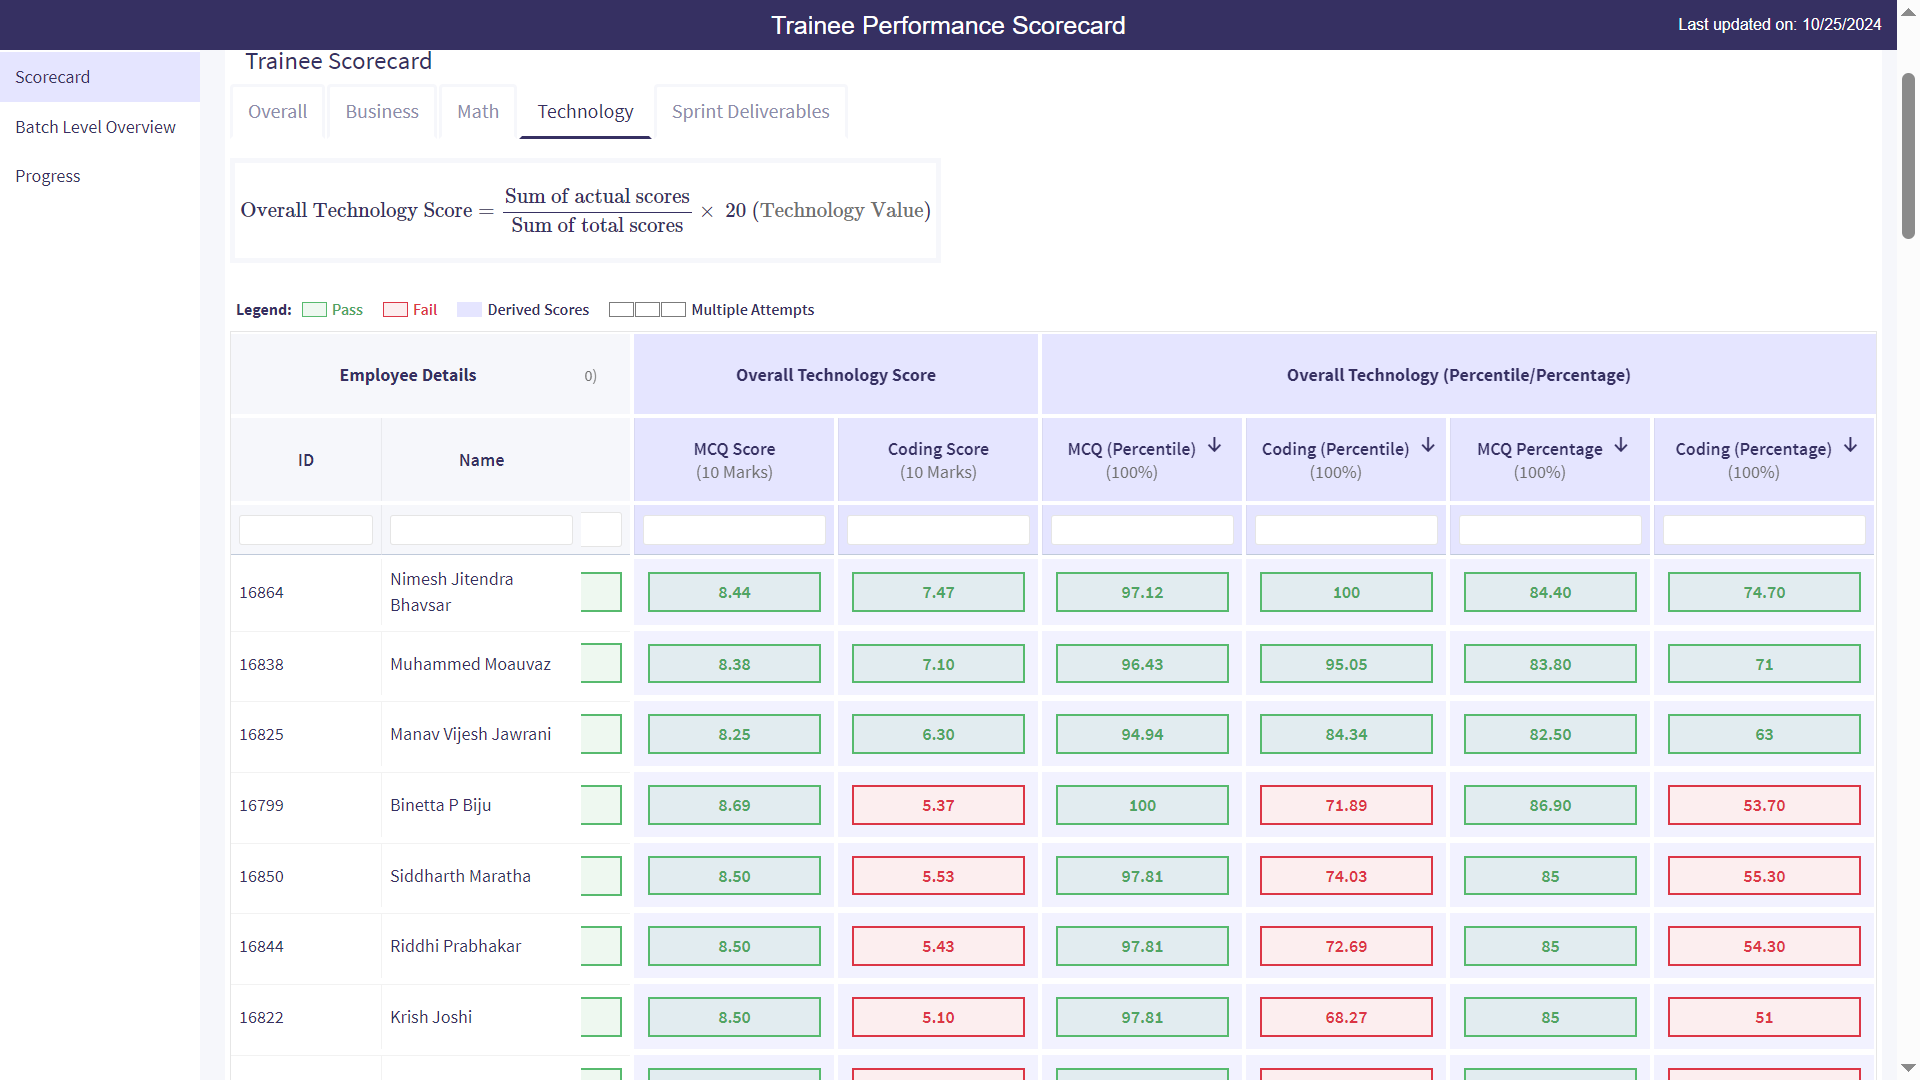 Trainee Performance Scorecard
Last updated on: 10/25/2024
Scorecard
Batch Level Overview
Progress
Trainee Scorecard
Overall
Business
Math
Technology
Sprint Deliverables
Overall Technology Score = Sum of actual scores / Sum of total scores × 20 (Technology Value)
Legend: Pass Fail Derived Scores Multiple Attempts
Employee Details 0) Overall Technology Score Overall Technology (Percentile/Percentage)
ID Name MCQ Score (10 Marks) Coding Score (10 Marks) MCQ (Percentile) ↓ (100%) Coding (Percentile) ↓ (100%) MCQ Percentage ↓ (100%) Coding (Percentage) ↓ (100%)
16864 Nimesh Jitendra Bhavsar 8.44 7.47 97.12 100 84.40 74.70
16838 Muhammed Moauvaz 8.38 7.10 96.43 95.05 83.80 71
16825 Manav Vijesh Jawrani 8.25 6.30 94.94 84.34 82.50 63
16799 Binetta P Biju 8.69 5.37 100 71.89 86.90 53.70
16850 Siddharth Maratha 8.50 5.53 97.81 74.03 85 55.30
16844 Riddhi Prabhakar 8.50 5.43 97.81 72.69 85 54.30
16822 Krish Joshi 8.50 5.10 97.81 68.27 85 51